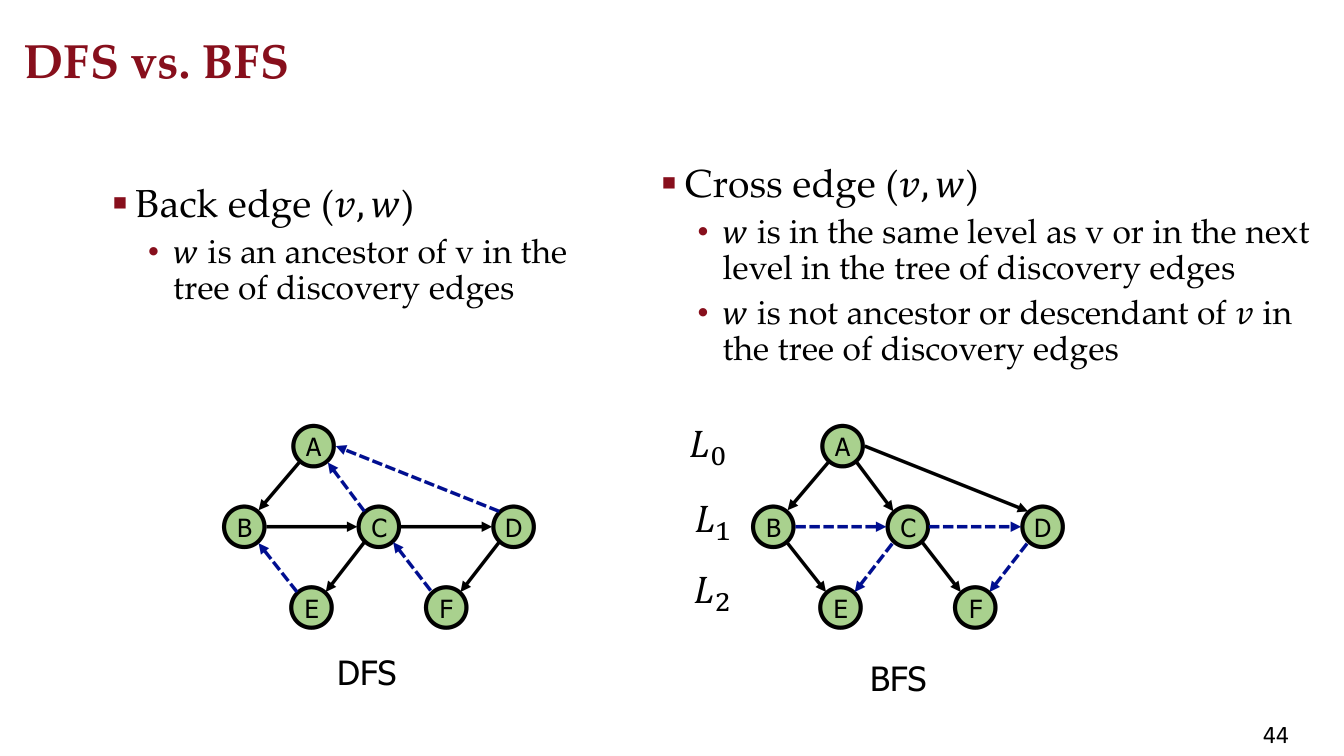 DFS vs. BFS
▪ Back edge (v, w)
• w is an ancestor of v in the
tree of discovery edges
▪ Cross edge (v, w)
• w is in the same level as v or in the next
level in the tree of discovery edges
• w is not ancestor or descendant of v in
the tree of discovery edges
A
B C D
E F
DFS
L0 A
L1 B C D
L2 E F
BFS
44